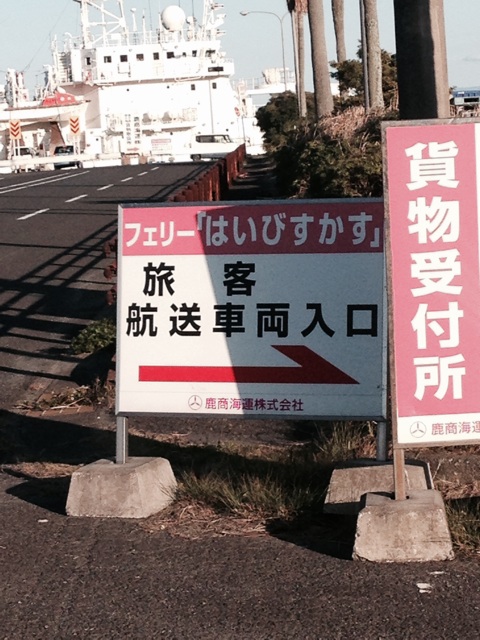 フェリー「はいびすかす」
旅客
航送車両入口
鹿商海運株式会社
貨物受付所
鹿商海運